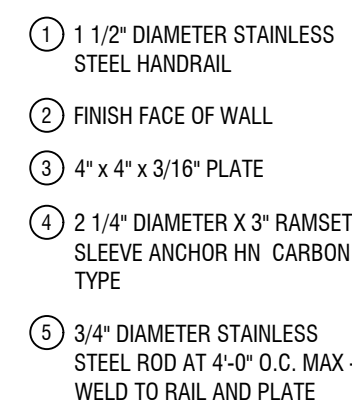 1 1 1/2" DIAMETER STAINLESS
STEEL HANDRAIL
2 FINISH FACE OF WALL
3 4" x 4" x 3/16" PLATE
4 2 1/4" DIAMETER X 3" RAMSET
SLEEVE ANCHOR HN CARBON
TYPE
5 3/4" DIAMETER STAINLESS
STEEL ROD AT 4'-0" O.C. MAX -
WELD TO RAIL AND PLATE